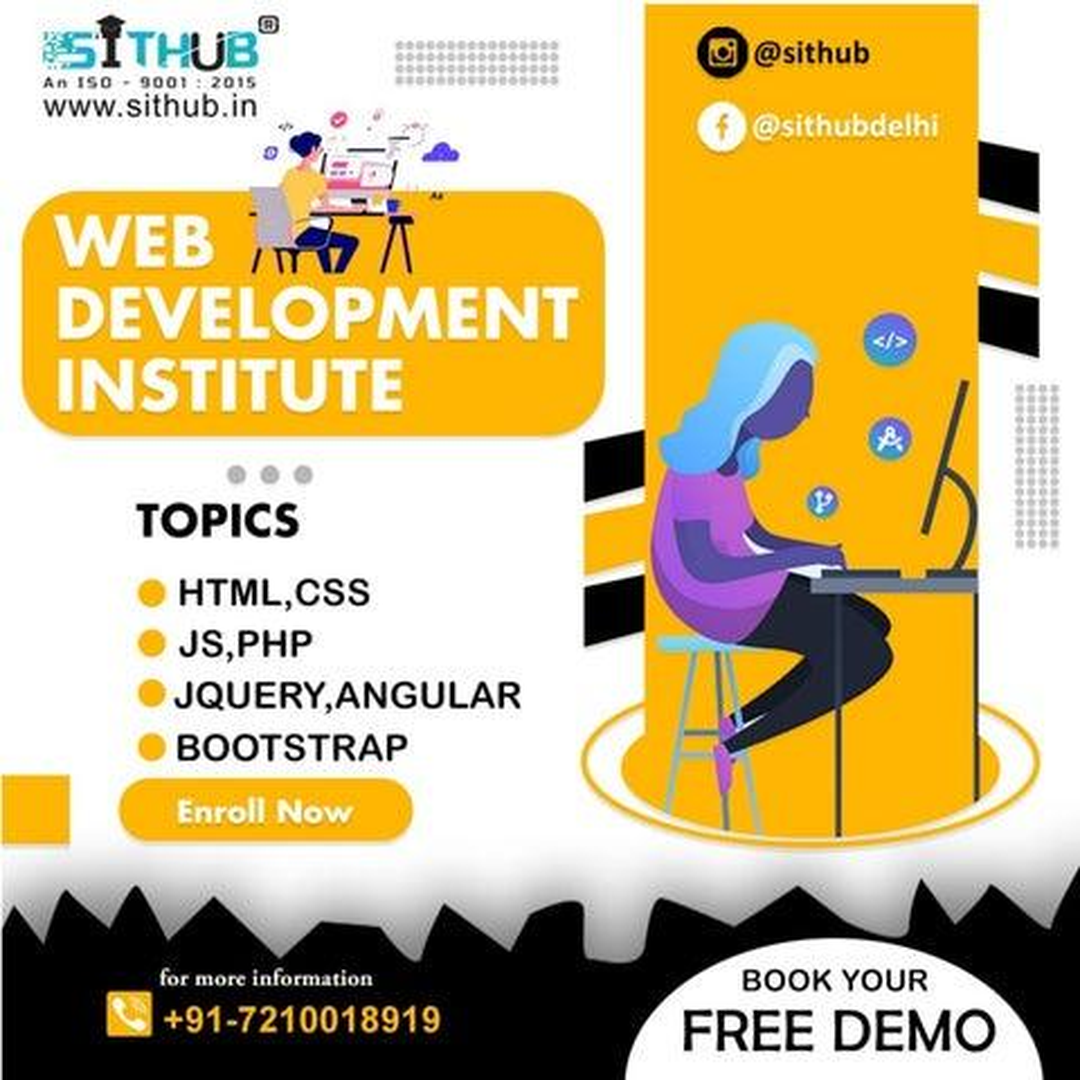 SITHUB®
An ISO - 9001 : 2015
www.sithub.in
@sithub
@sithubdelhi
WEB
DEVELOPMENT
INSTITUTE
TOPICS
HTML,CSS
JS,PHP
JQUERY,ANGULAR
BOOTSTRAP
Enroll Now
for more information
+91-7210018919
BOOK YOUR
FREE DEMO